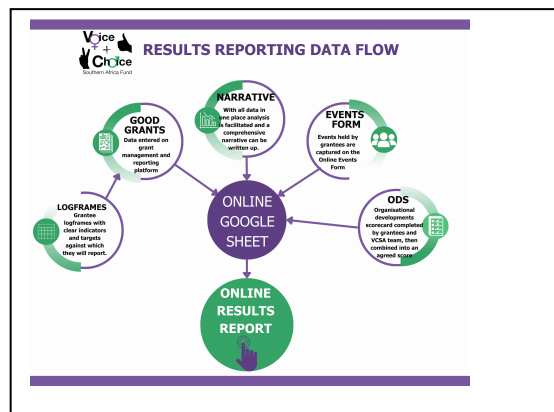 Voice
+
Choice
Southern Africa Fund
RESULTS REPORTING DATA FLOW
NARRATIVE
With all data in
one place analysis
is facilitated and a
comprehensive
narrative can be
written up.
GOOD
GRANTS
Data entered on
grant
management and
reporting
platform
EVENTS
FORM
Events held by
grantees are
captured on the
Online Events
Form
LOGFRAMES
Grantee
logframes with
clear indicators
and targets
against which
they will report.
ONLINE
GOOGLE
SHEET
ODS
Organisational
developments
scorecard completed
by grantees and
VCSA team, then
combined into an
agreed score
ONLINE
RESULTS
REPORT